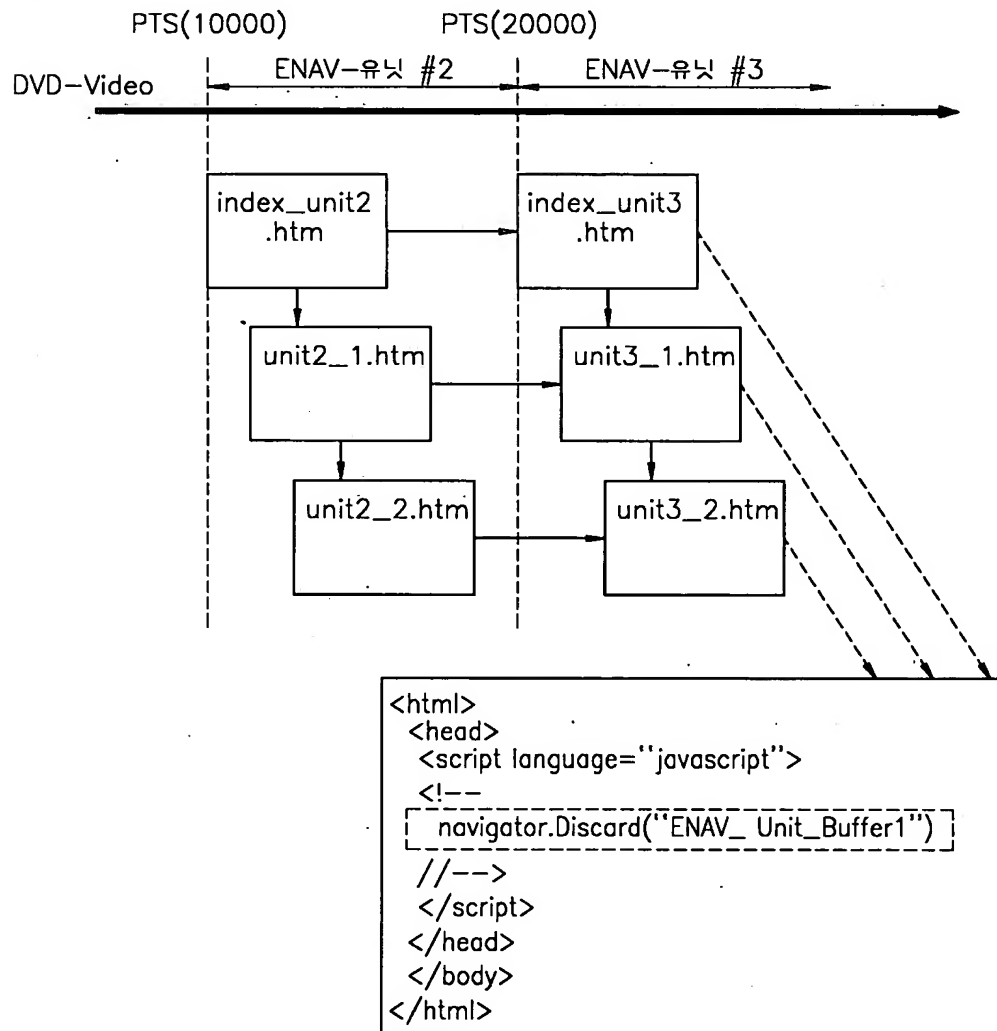 PTS(10000) PTS(20000)
ENAV-유닛 #2 ENAV-유닛 #3
DVD-Video
index_unit2
.htm
index_unit3
.htm
unit2_1.htm
unit3_1.htm
unit2_2.htm
unit3_2.htm
<html>
<head>
<script language="javascript">
<!--
navigator.Discard("ENAV_ Unit_Buffer1")
//-->
</script>
</head>
</body>
</html>